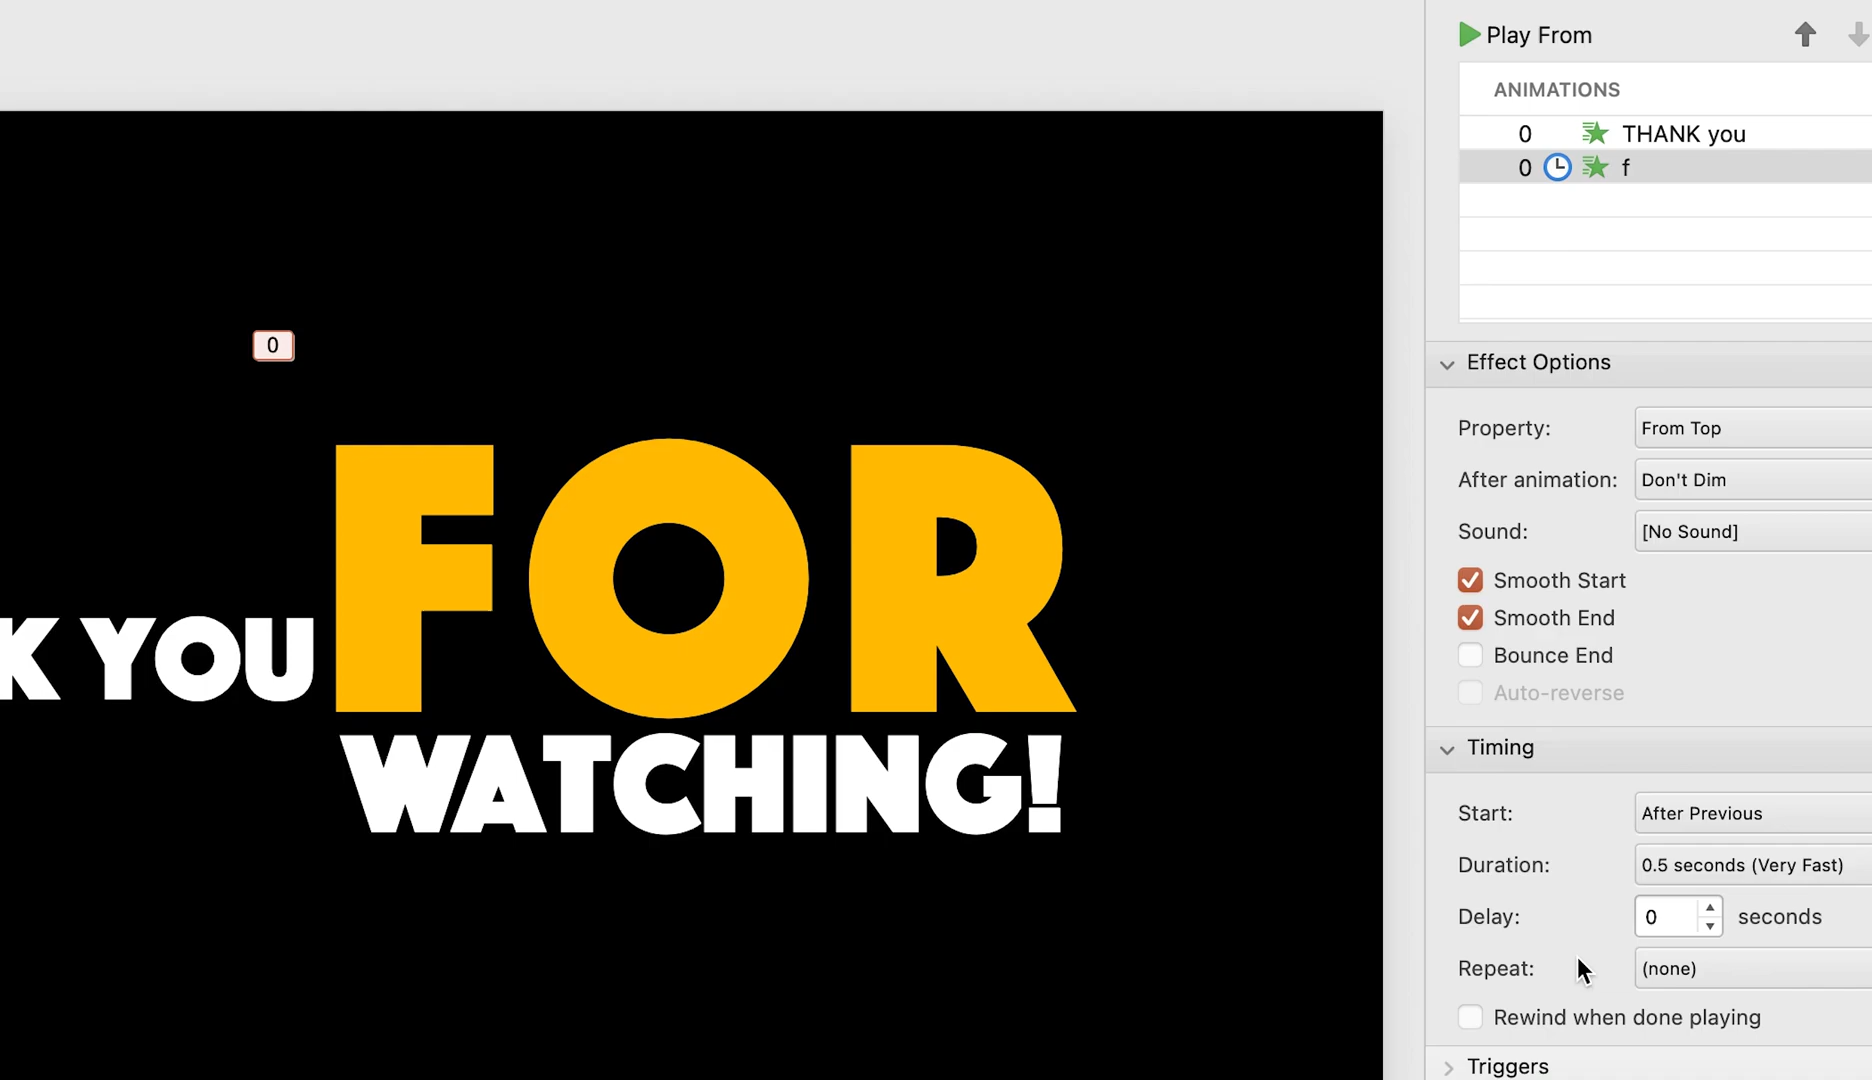 Play From
ANIMATIONS
0 THANK you
0 f
0
FOR
K YOU
WATCHING!
Effect Options
Property: From Top
After animation: Don't Dim
Sound: [No Sound]
Smooth Start
Smooth End
Bounce End
Auto-reverse
Timing
Start: After Previous
Duration: 0.5 seconds (Very Fast)
Delay: 0 seconds
Repeat: (none)
Rewind when done playing
Triggers